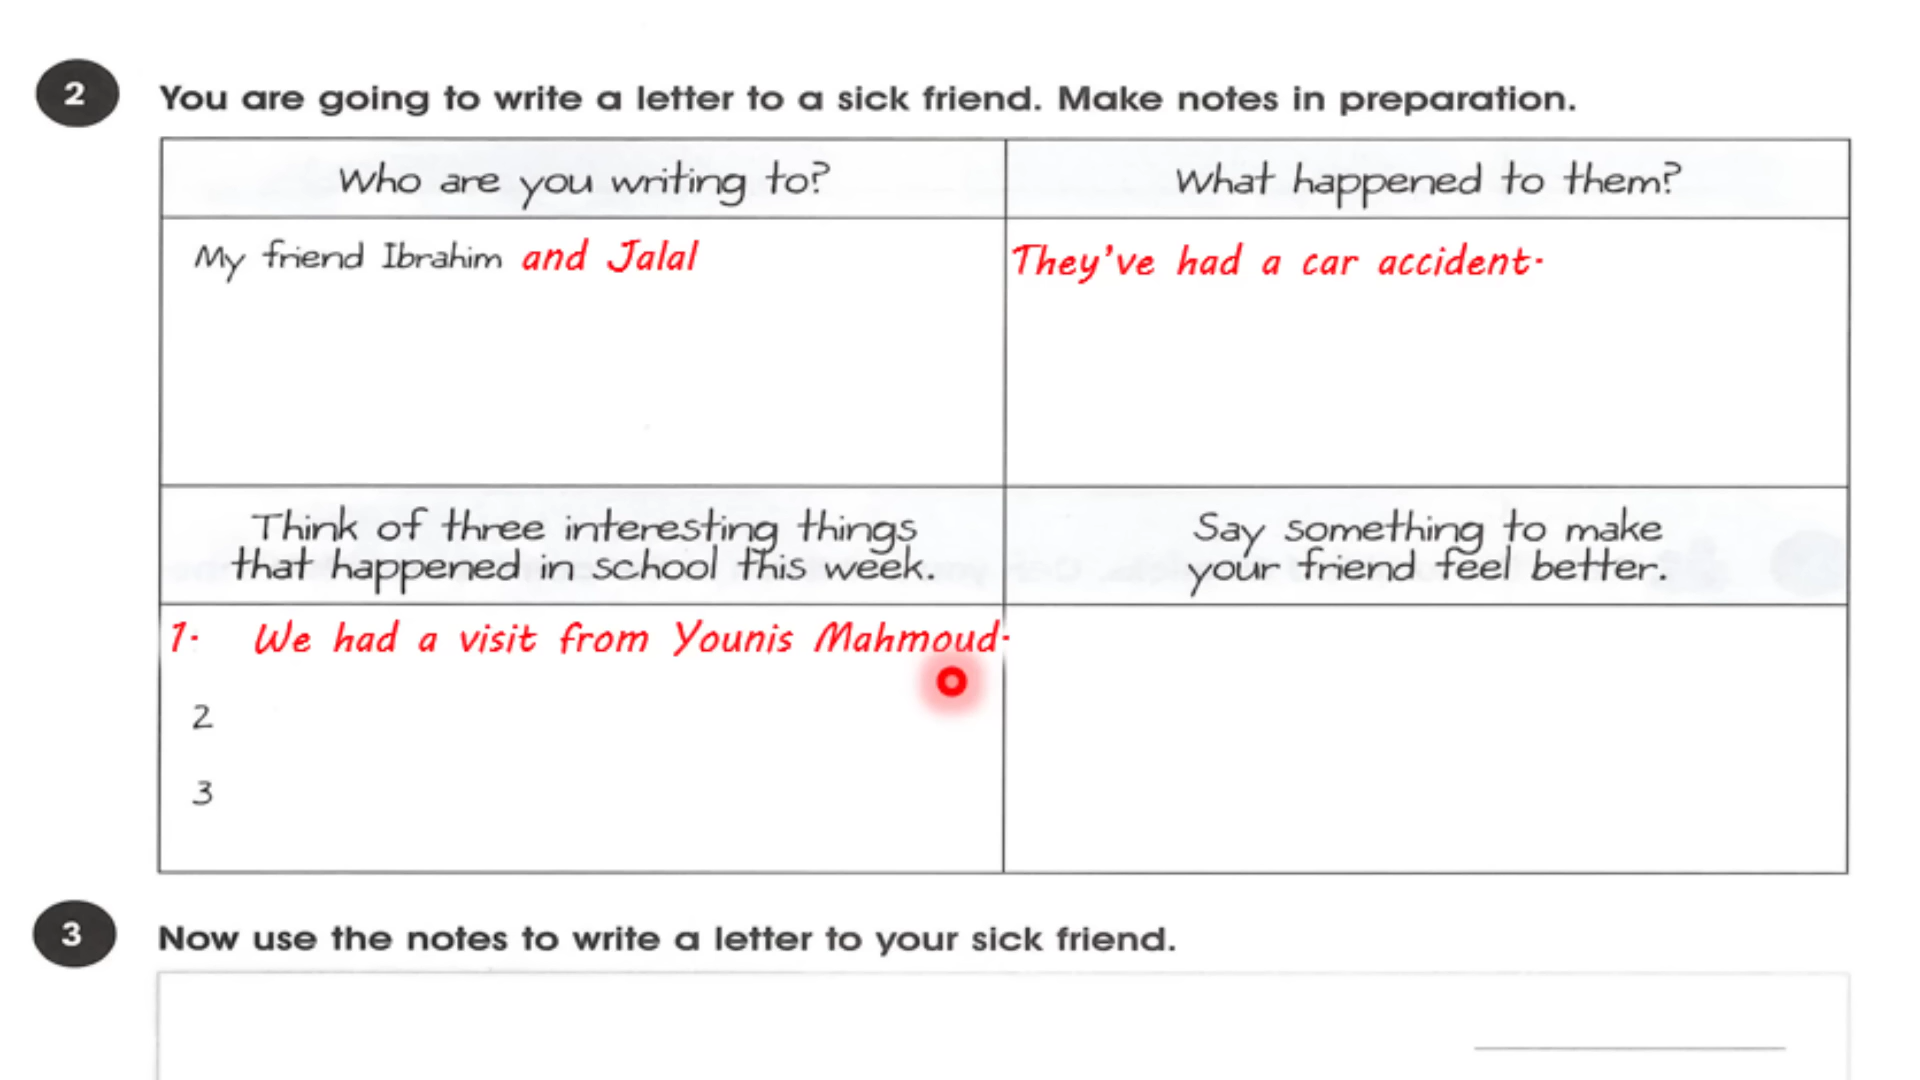 2 You are going to write a letter to a sick friend. Make notes in preparation.
Who are you writing to?
What happened to them?
My friend Ibrahim and Jalal
They've had a car accident.
Think of three interesting things
that happened in school this week.
Say something to make
your friend feel better.
1. We had a visit from Younis Mahmoud.
2
3
3 Now use the notes to write a letter to your sick friend.